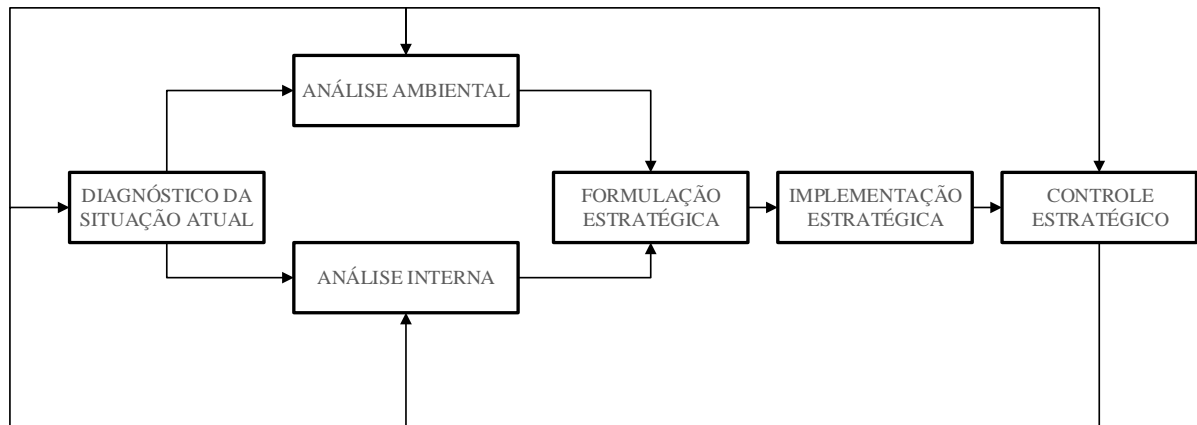 ANÁLISE AMBIENTAL
DIAGNÓSTICO DA
SITUAÇÃO ATUAL
ANÁLISE INTERNA
FORMULAÇÃO
ESTRATÉGICA
IMPLEMENTAÇÃO
ESTRATÉGICA
CONTROLE
ESTRATÉGICO